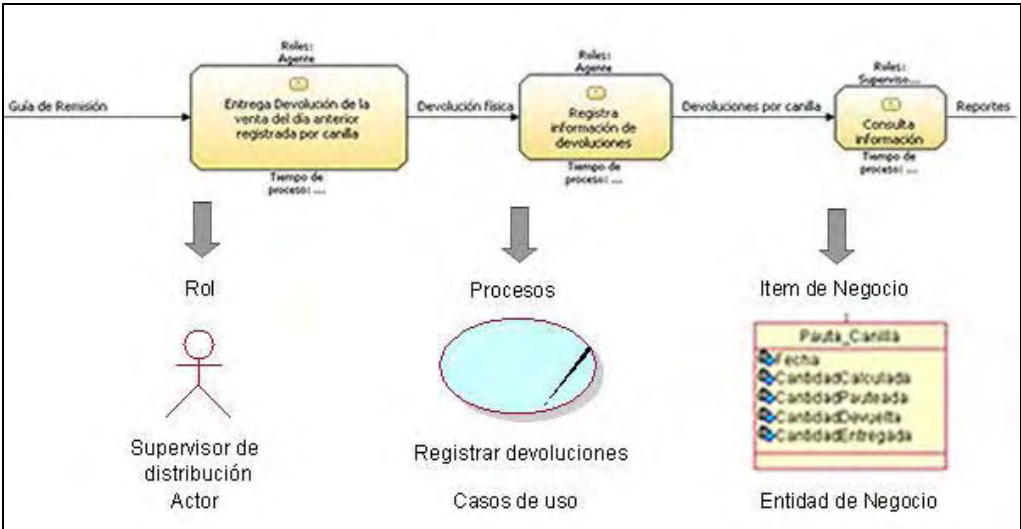 Roles:
Agente
Entrega Devolución de la
venta del día anterior
registrada por canilla
Tiempo de
proceso: ...
Guía de Remisión
Devolución física
Roles:
Agente
Registra
información de
devoluciones
Tiempo de
proceso: ...
Devoluciones por canilla
Roles:
Superviso...
Consulta
información
Tiempo de
proceso: ...
Reportes
Rol
Procesos
Item de Negocio
Pauta_Canilla
Fecha
CantidadCalculada
CantidadPauteada
CantidadDevuelta
CantidadEntregada
Supervisor de
distribución
Actor
Registrar devoluciones
Casos de uso
Entidad de Negocio